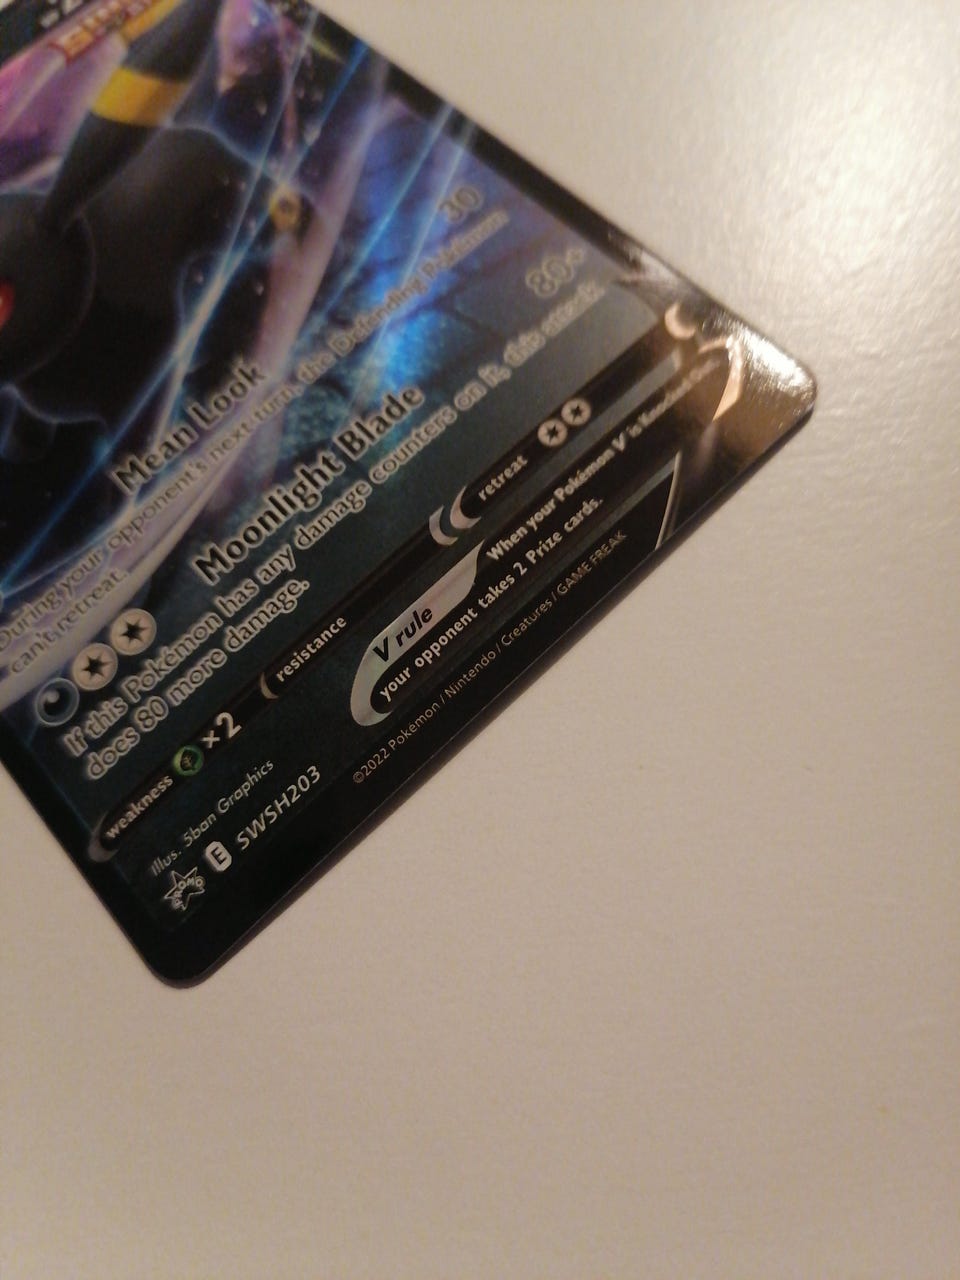 Mean Look 30
During your opponent's next turn, the Defending Pokémon
can't retreat.
Moonlight Blade 80+
If this Pokémon has any damage counters on it, this attack
does 80 more damage.
weakness ×2 resistance retreat
Illus. 5ban Graphics
V rule When your Pokémon V is Knocked Out,
your opponent takes 2 Prize cards.
PROMO E SWSH203
©2022 Pokémon / Nintendo / Creatures / GAME FREAK